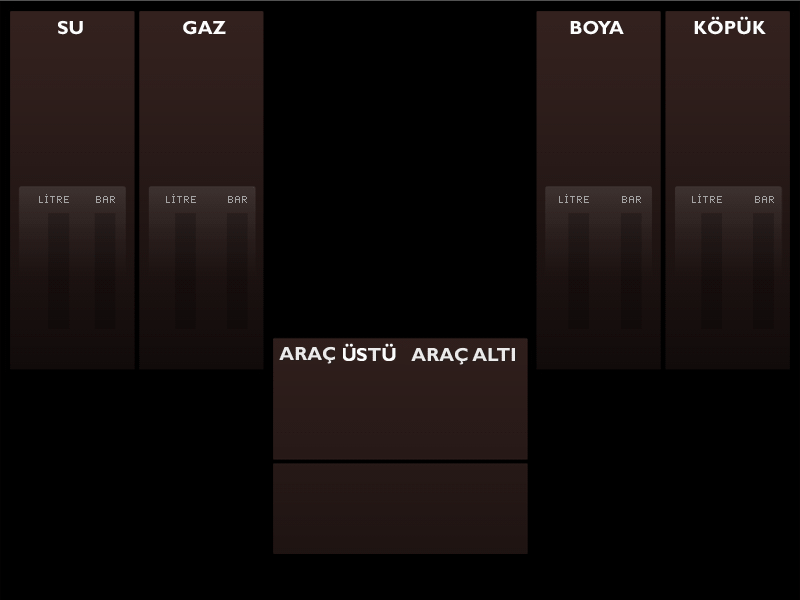 SU
LİTRE BAR
GAZ
LİTRE BAR
BOYA
LİTRE BAR
KÖPÜK
LİTRE BAR
ARAÇ ÜSTÜ
ARAÇ ALTI